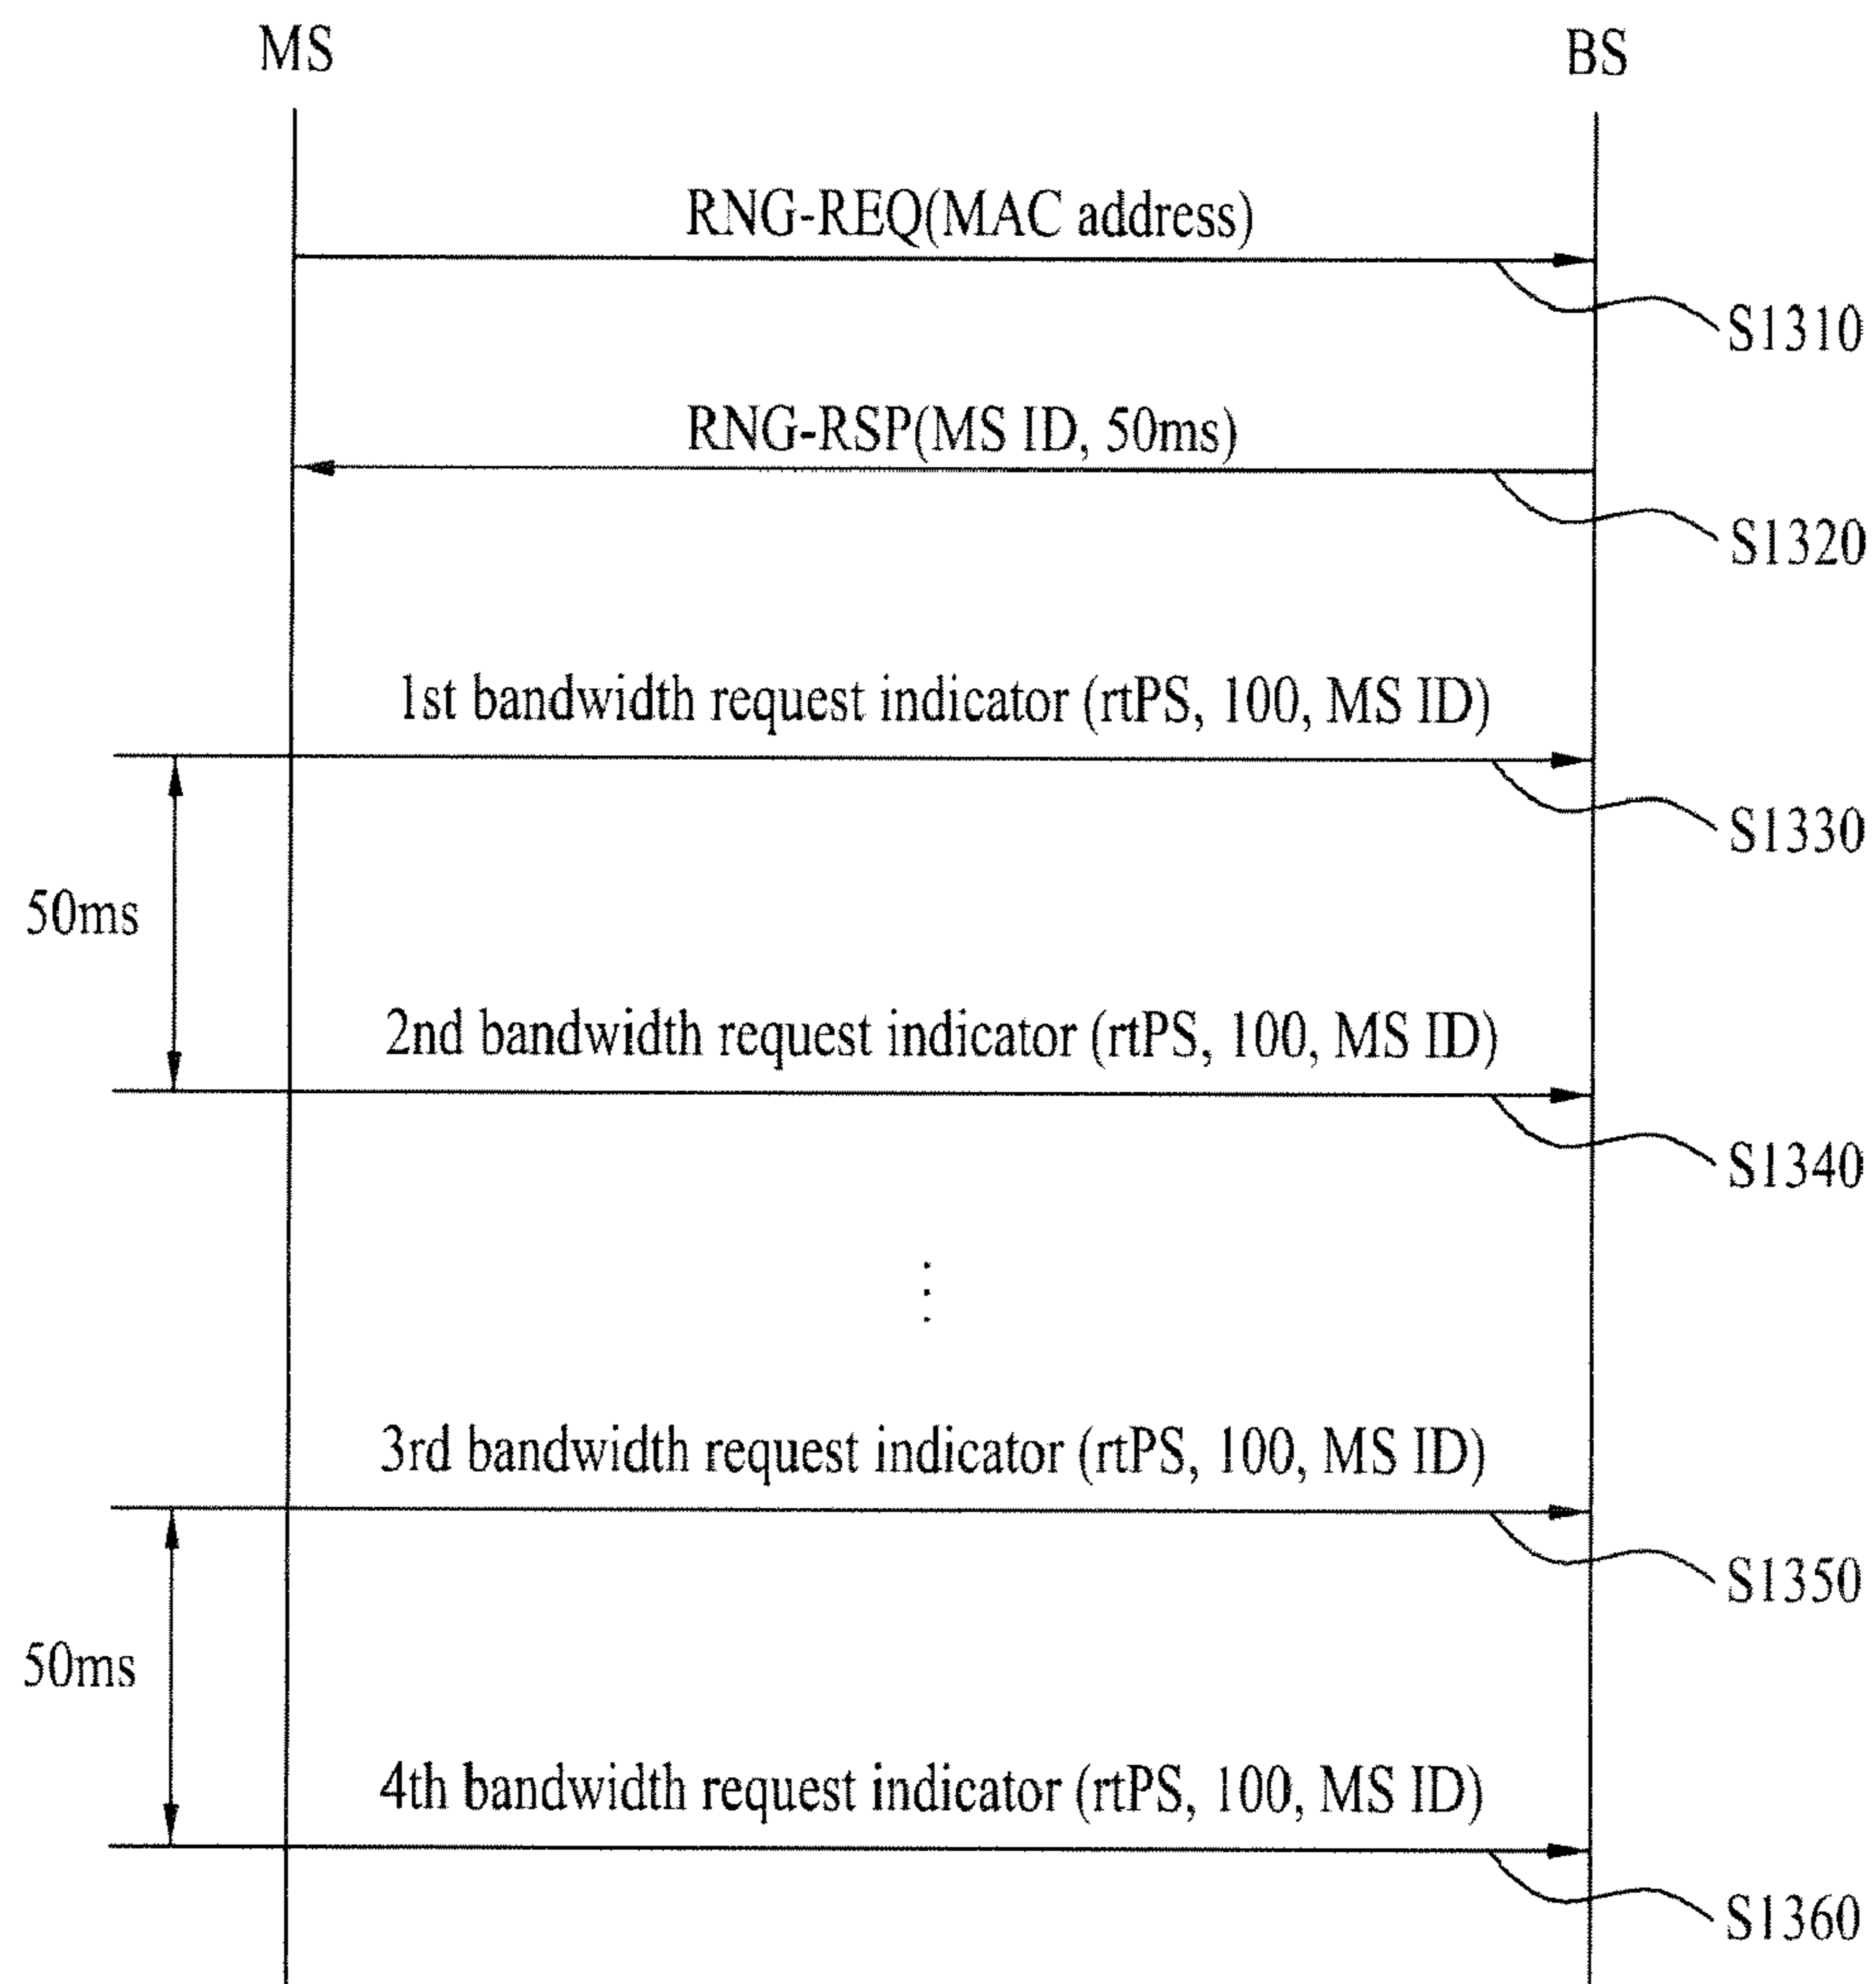 MS
BS
RNG-REQ(MAC address)
S1310
RNG-RSP(MS ID, 50ms)
S1320
1st bandwidth request indicator (rtPS, 100, MS ID)
S1330
50ms
2nd bandwidth request indicator (rtPS, 100, MS ID)
S1340
3rd bandwidth request indicator (rtPS, 100, MS ID)
S1350
50ms
4th bandwidth request indicator (rtPS, 100, MS ID)
S1360